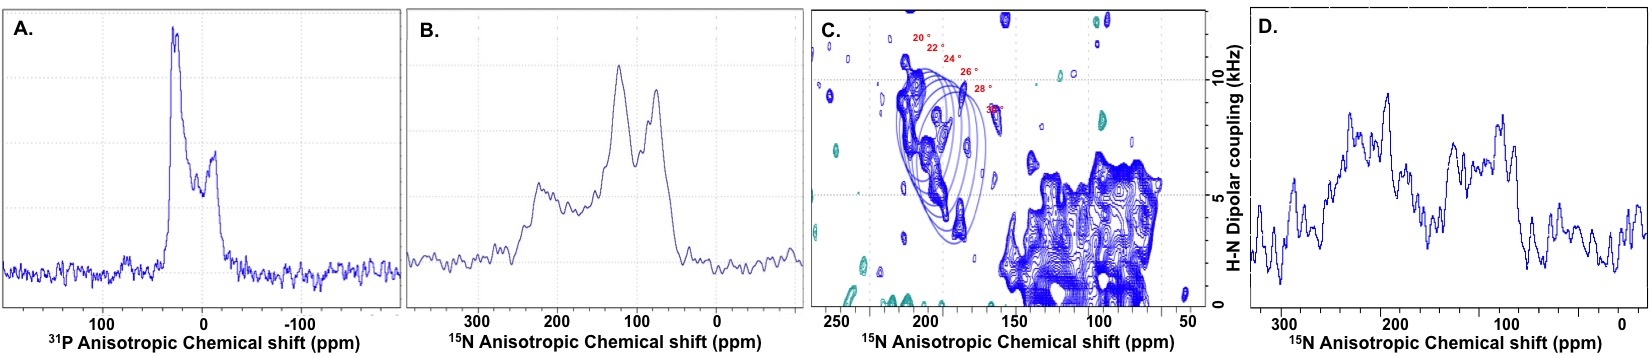 A.
100 0 -100
31P Anisotropic Chemical shift (ppm)
B.
300 200 100 0
15N Anisotropic Chemical shift (ppm)
C.
20 °
22 °
24 °
26 °
28 °
10
5
0
H-N Dipolar coupling (kHz)
250 200 150 100 50
15N Anisotropic Chemical shift (ppm)
D.
300 200 100 0
15N Anisotropic Chemical shift (ppm)